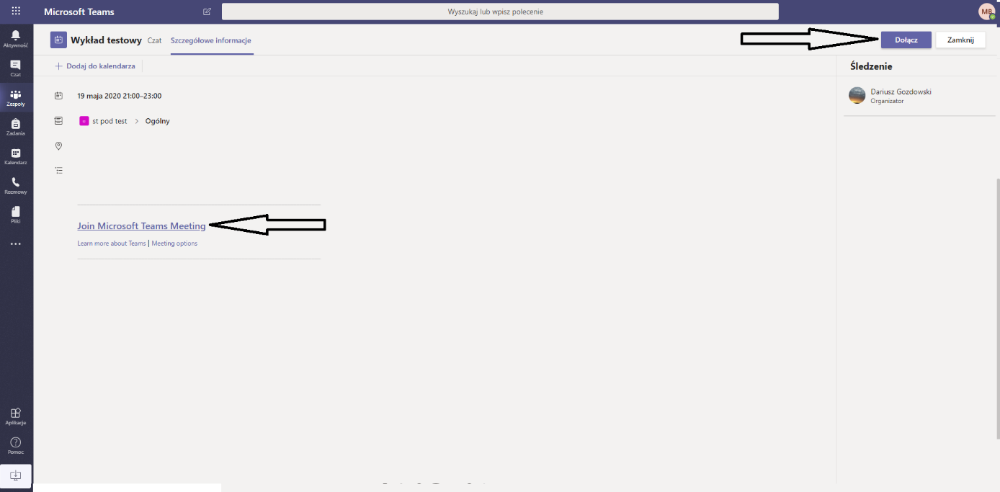 Microsoft Teams
Wyszukaj lub wpisz polecenie
MB
Aktywność
Czat
Zespoły
Zadania
Kalendarz
Rozmowy
Pliki
Aplikacje
Pomoc
Wykład testowy Czat Szczegółowe informacje
Dołącz Zamknij
Dodaj do kalendarza
19 maja 2020 21:00–23:00
st pod test > Ogólny
Join Microsoft Teams Meeting
Learn more about Teams | Meeting options
Śledzenie
Dariusz Gozdowski
Organizator